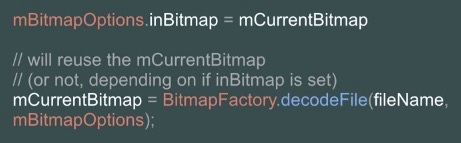 mBitmapOptions.inBitmap = mCurrentBitmap
// will reuse the mCurrentBitmap
// (or not, depending on if inBitmap is set)
mCurrentBitmap = BitmapFactory.decodeFile(fileName,
mBitmapOptions);